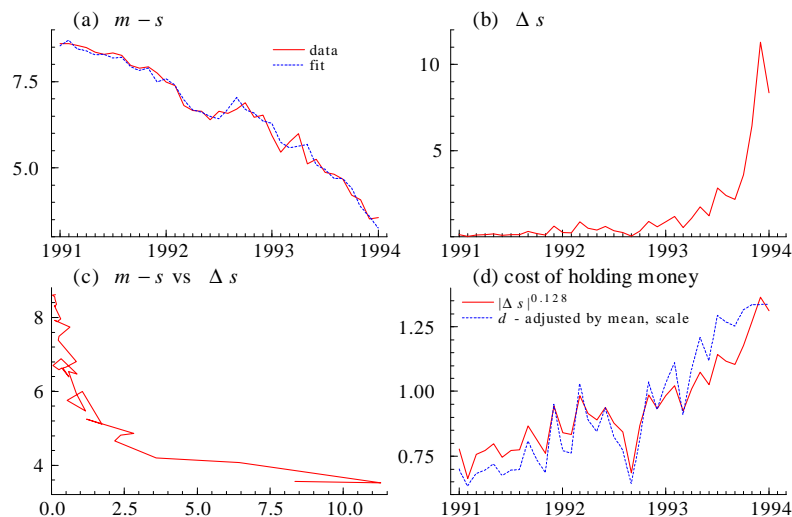 (a) m − s
data
fit
7.5
5.0
1991 1992 1993 1994
(b) Δ s
10
5
1991 1992 1993 1994
(c) m − s vs Δ s
8
6
4
0.0 2.5 5.0 7.5 10.0
(d) cost of holding money
|Δ s|^0.128
d - adjusted by mean, scale
1.25
1.00
0.75
1991 1992 1993 1994